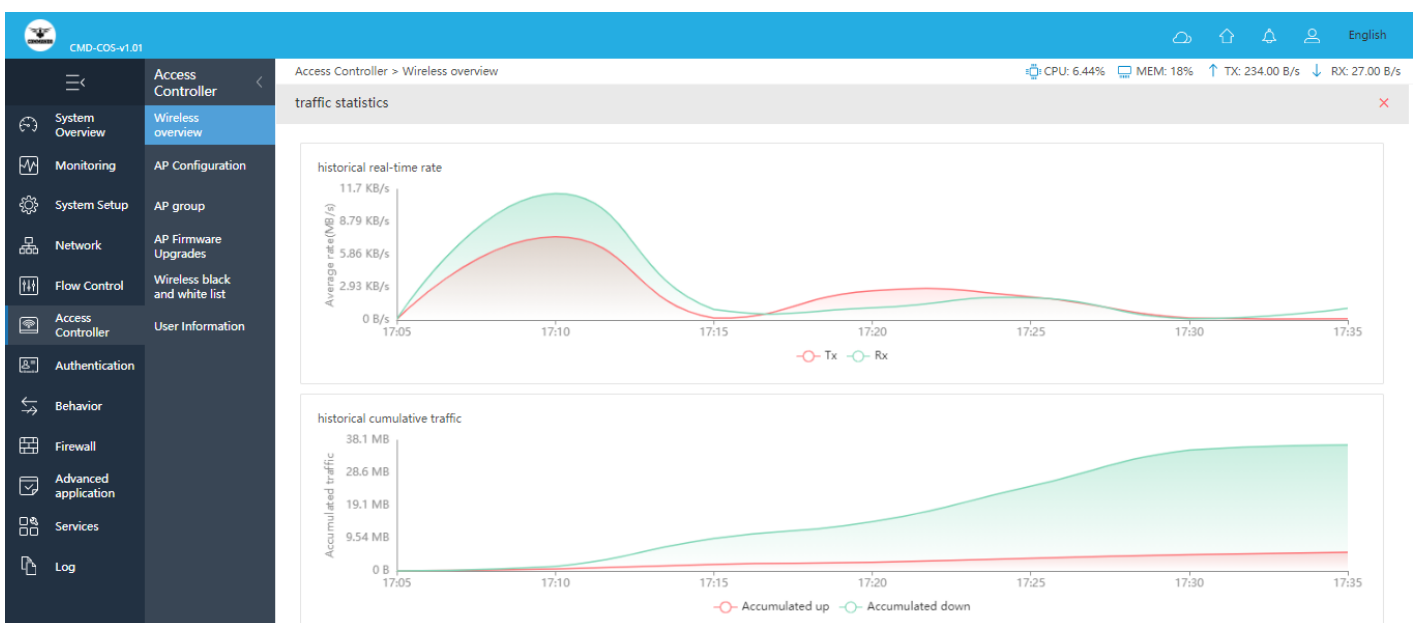 CMD-COS-v1.01
English
Access Controller
Access Controller > Wireless overview
CPU: 6.44% MEM: 18% TX: 234.00 B/s RX: 27.00 B/s
traffic statistics
System Overview
Monitoring
System Setup
Network
Flow Control
Access Controller
Authentication
Behavior
Firewall
Advanced application
Services
Log
Wireless overview
AP Configuration
AP group
AP Firmware Upgrades
Wireless black and white list
User Information
historical real-time rate
Average rate(MB/s)
11.7 KB/s
8.79 KB/s
5.86 KB/s
2.93 KB/s
0 B/s
17:05 17:10 17:15 17:20 17:25 17:30 17:35
Tx Rx
historical cumulative traffic
Accumulated traffic
38.1 MB
28.6 MB
19.1 MB
9.54 MB
0 B
17:05 17:10 17:15 17:20 17:25 17:30 17:35
Accumulated up Accumulated down